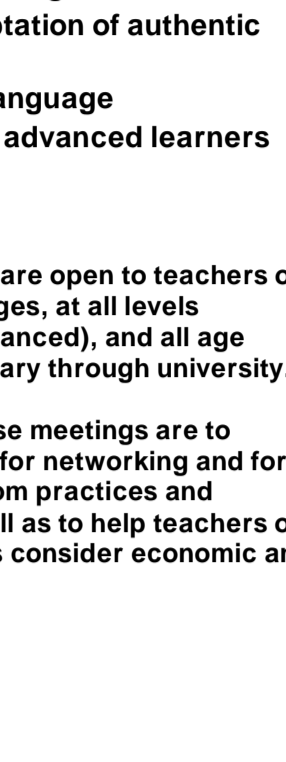 ptation of authentic
anguage
advanced learners
are open to teachers o
ges, at all levels
anced), and all age
ary through university.
se meetings are to
for networking and for
om practices and
ll as to help teachers o
s consider economic an